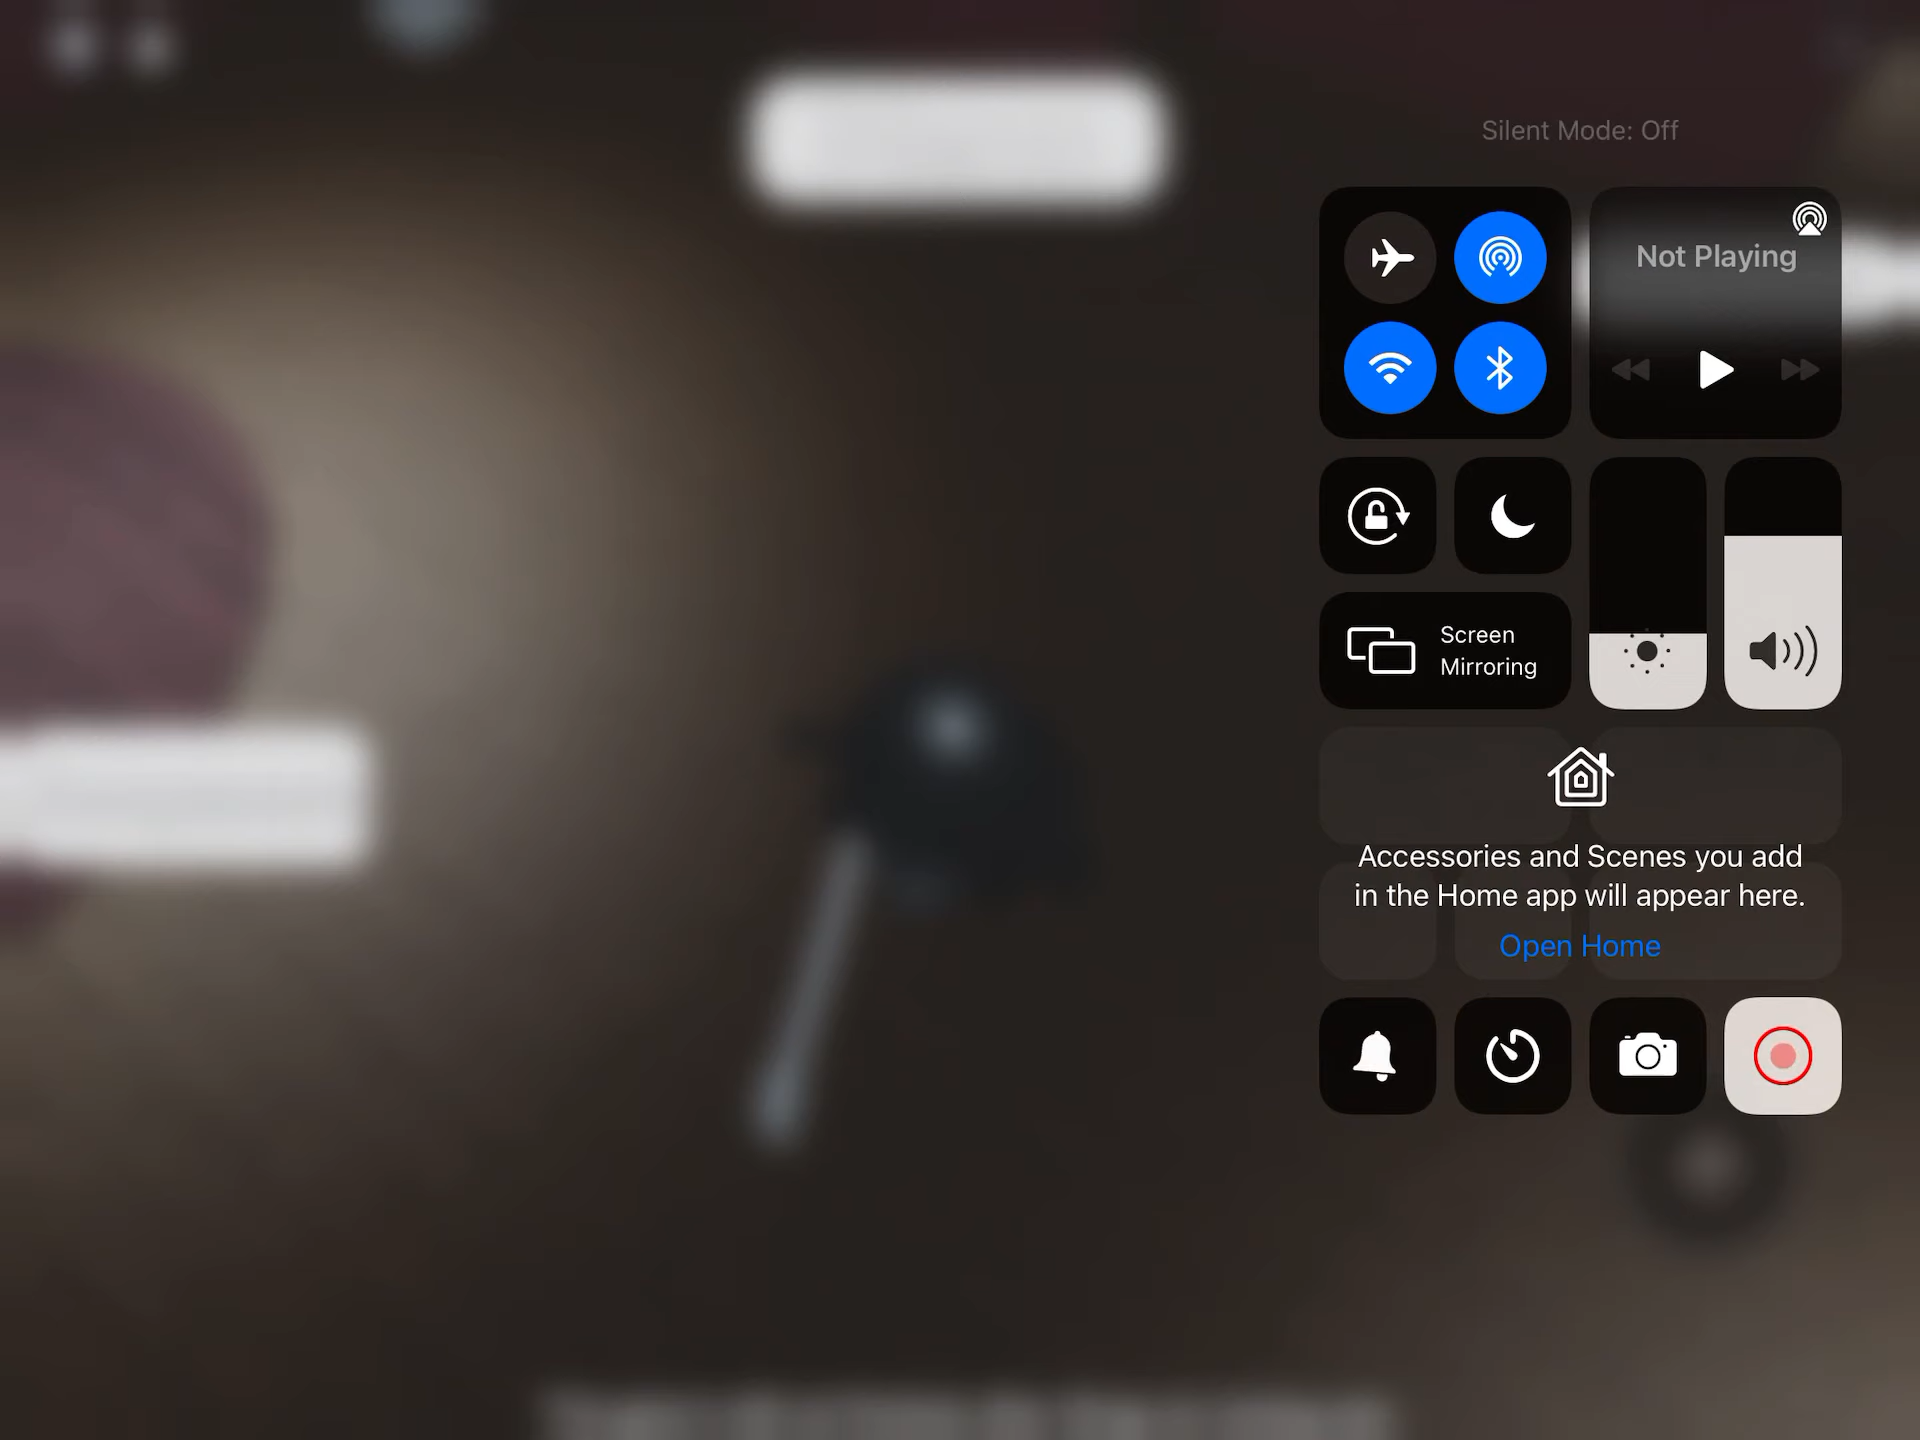 Silent Mode: Off
Not Playing
Screen
Mirroring
Accessories and Scenes you add
in the Home app will appear here.
Open Home